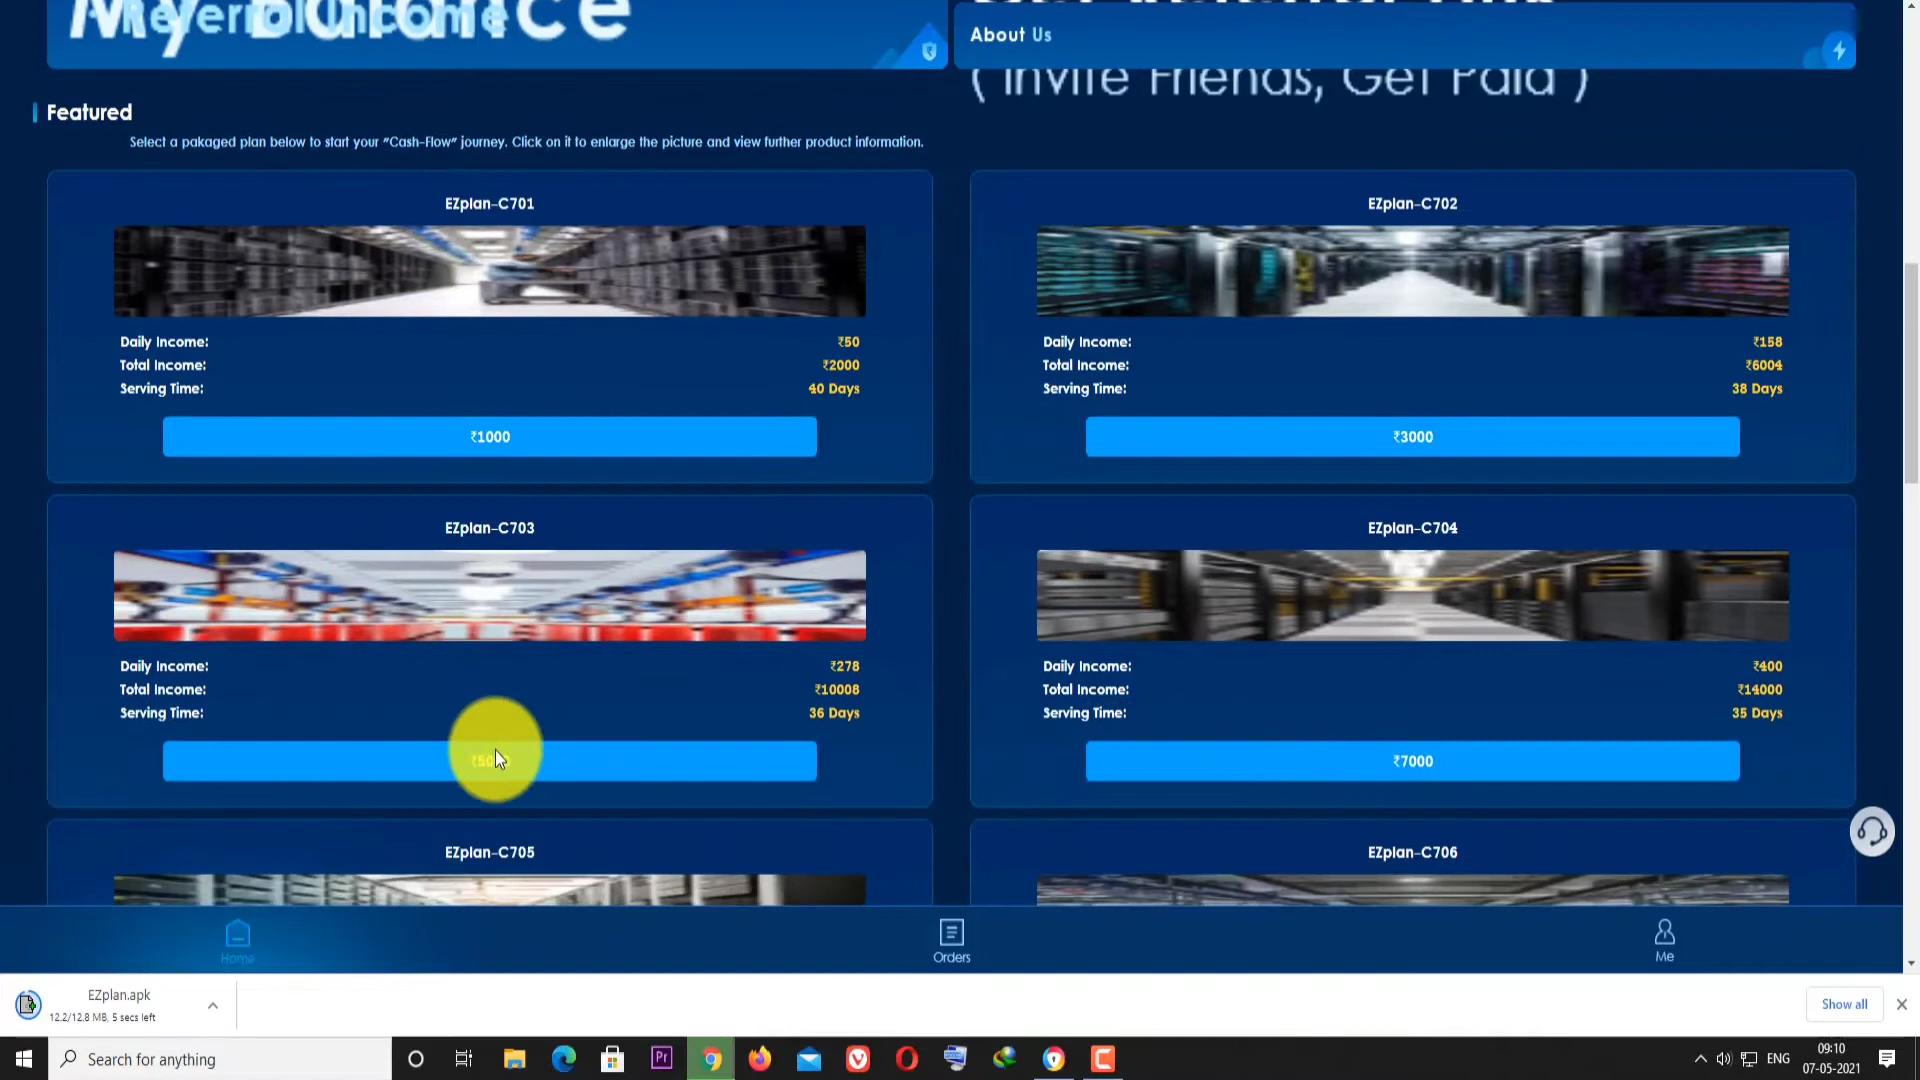 My Balance
Referral Income
About Us
( Invite Friends, Get Paid )
Featured
Select a pakaged plan below to start your "Cash-Flow" journey. Click on it to enlarge the picture and view further product information.
EZplan-C701
Daily Income: ₹50
Total Income: ₹2000
Serving Time: 40 Days
₹1000
EZplan-C702
Daily Income: ₹158
Total Income: ₹6004
Serving Time: 38 Days
₹3000
EZplan-C703
Daily Income: ₹278
Total Income: ₹10008
Serving Time: 36 Days
EZplan-C704
Daily Income: ₹400
Total Income: ₹14000
Serving Time: 35 Days
₹7000
EZplan-C705
EZplan-C706
Home
Orders
Me
EZplan.apk
12.2/12.8 MB, 5 secs left
Show all
Search for anything
Pr
ENG
09:10
07-05-2021